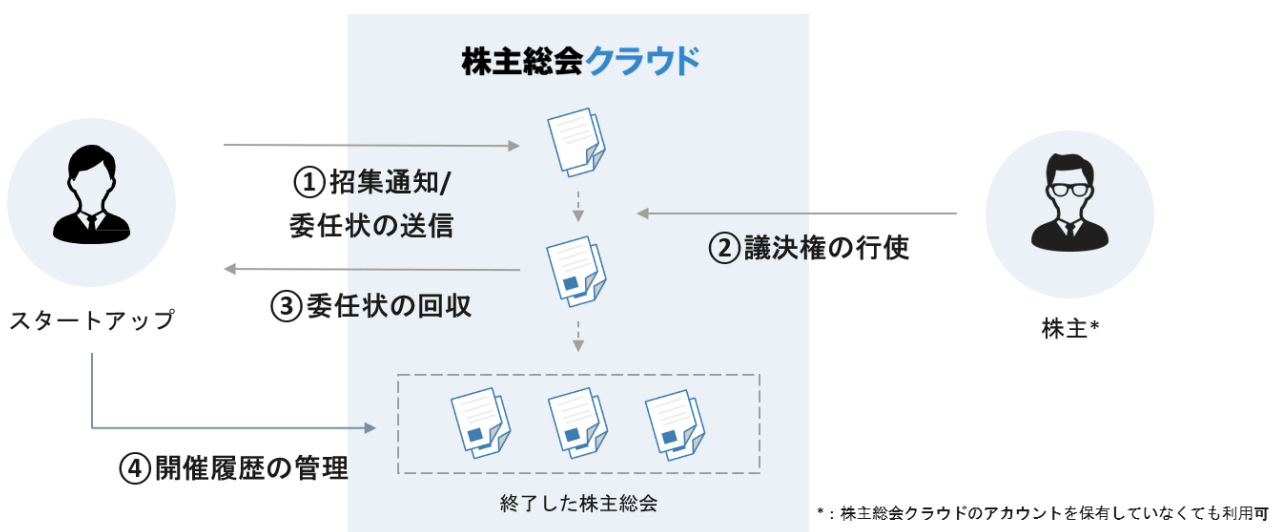 株主総会クラウド
①招集通知/
委任状の送信
②議決権の行使
③委任状の回収
スタートアップ
株主*
④開催履歴の管理
終了した株主総会
*：株主総会クラウドのアカウントを保有していなくても利用可